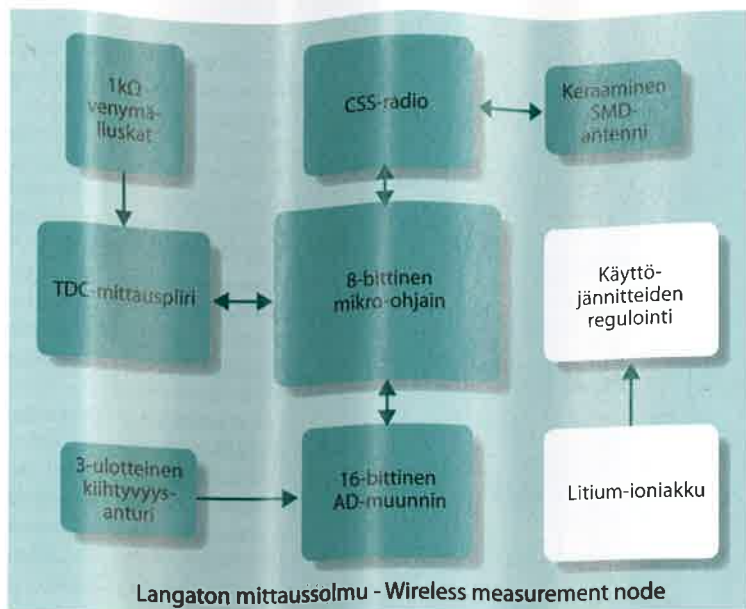 1kΩ-
venymä-
liuskat
CSS-radio
Keraaminen
SMD-
antenni
TDC-mittauspiiri
8-bittinen
mikro-ohjain
Käyttö-
jännitteiden
regulointi
3-ulotteinen
kiihtyvyys-
anturi
16-bittinen
AD-muunnin
Litium-ioniakku
Langaton mittaussolmu - Wireless measurement node